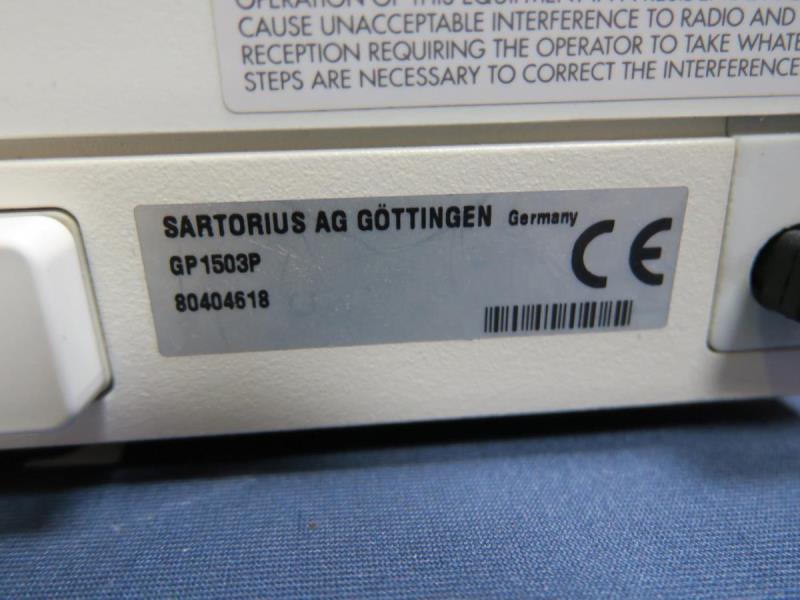 CAUSE UNACCEPTABLE INTERFERENCE TO RADIO AND
RECEPTION REQUIRING THE OPERATOR TO TAKE
STEPS ARE NECESSARY TO CORRECT THE INTERFERENCE
SARTORIUS AG GÖTTINGEN Germany
GP1503P
80404618
CE